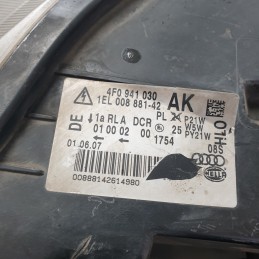 4F0 941 030
1EL 008 881-42 AK
PL 24 P21W
DE 1a RLA DCR W5W
25 PY21W
01 00 02 00 1754
01.06.07
08S
00888142614980
HELLA